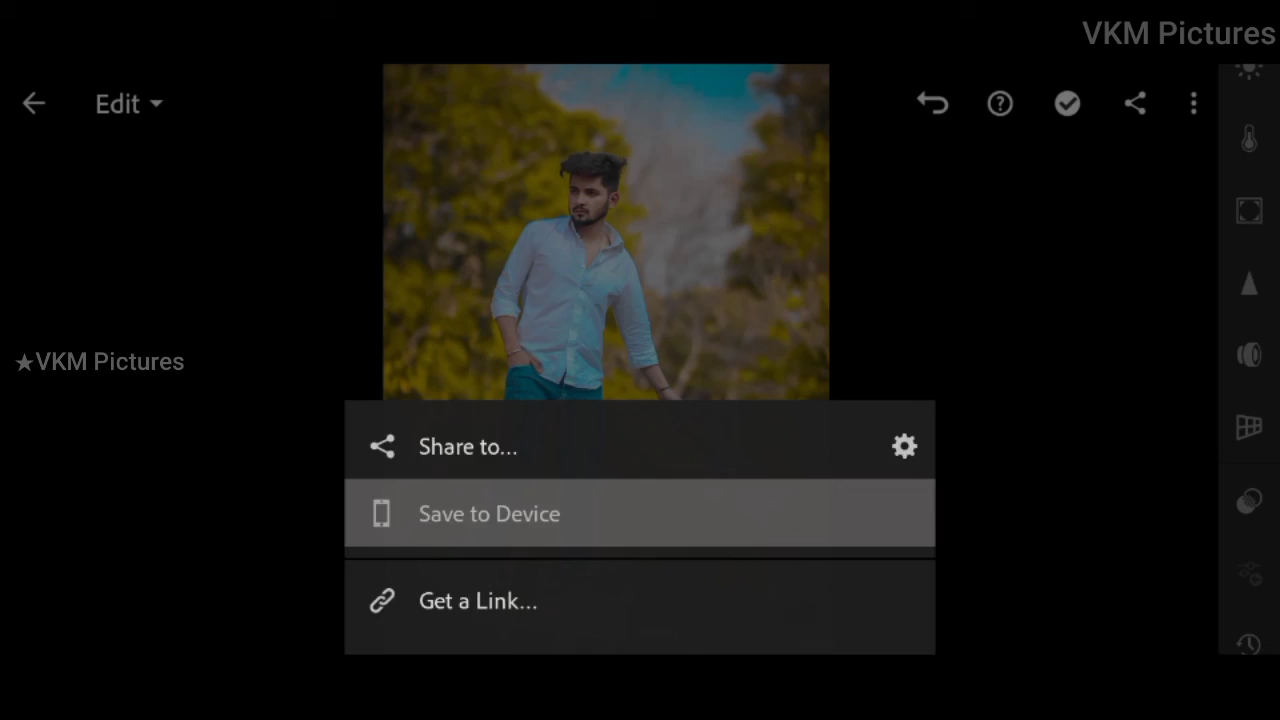 VKM Pictures
Edit
★VKM Pictures
Share to...
Save to Device
Get a Link...